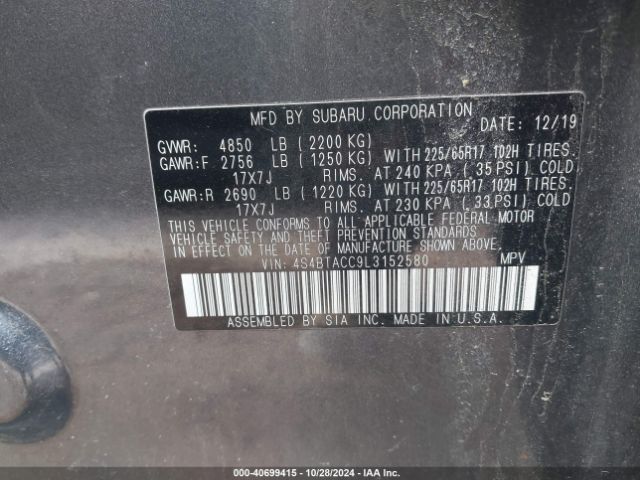 MFD BY SUBARU CORPORATION DATE: 12/19
GVWR: 4850 LB (2200 KG)
GAWR:F 2756 LB (1250 KG) WITH 225/65R17 102H TIRES.
17X7J RIMS. AT 240 KPA (35 PSI) COLD
GAWR:R 2690 LB (1220 KG) WITH 225/65R17 102H TIRES.
17X7J RIMS. AT 230 KPA (33 PSI) COLD
THIS VEHICLE CONFORMS TO ALL APPLICABLE FEDERAL MOTOR
VEHICLE SAFETY AND THEFT PREVENTION STANDARDS
IN EFFECT ON THE DATE OF MANUFACTURE SHOWN ABOVE.
VIN: 4S4BTACC9L3152580 MPV
ASSEMBLED BY SIA INC. MADE IN U.S.A.
000-40699415 - 10/28/2024 - IAA Inc.